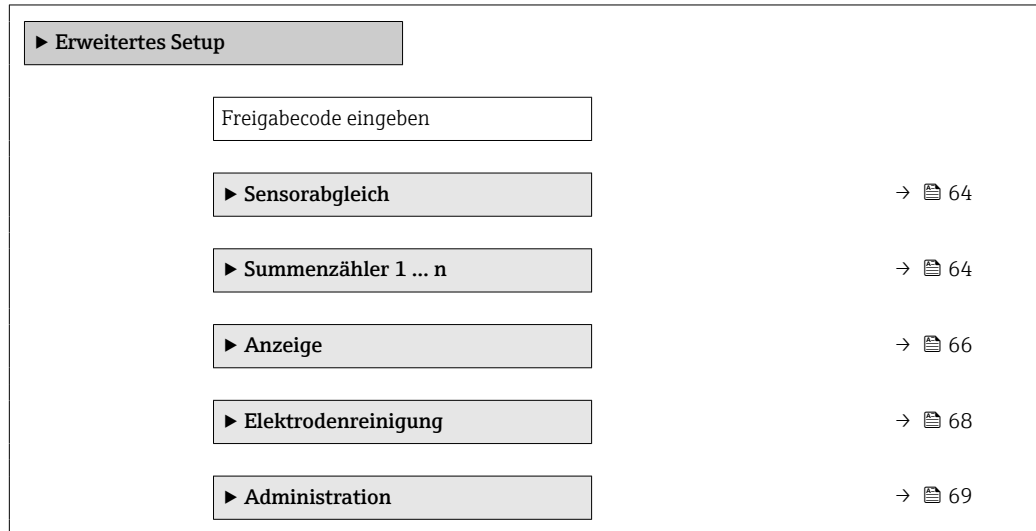 ▶ Erweitertes Setup
Freigabecode eingeben
▶ Sensorabgleich → 64
▶ Summenzähler 1 ... n → 64
▶ Anzeige → 66
▶ Elektrodenreinigung → 68
▶ Administration → 69